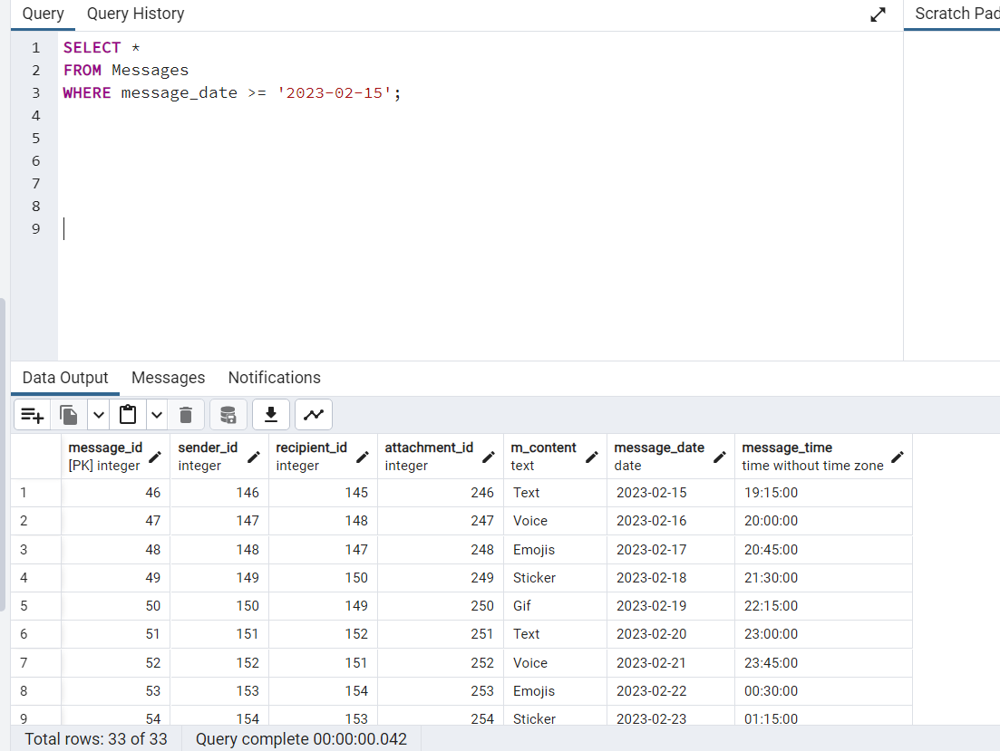 Query Query History Scratch Pad
1 SELECT *
2 FROM Messages
3 WHERE message_date >= '2023-02-15';
4
5
6
7
8
9
Data Output Messages Notifications
message_id sender_id recipient_id attachment_id m_content message_date message_time
[PK] integer integer integer integer text date time without time zone
1 46 146 145 246 Text 2023-02-15 19:15:00
2 47 147 148 247 Voice 2023-02-16 20:00:00
3 48 148 147 248 Emojis 2023-02-17 20:45:00
4 49 149 150 249 Sticker 2023-02-18 21:30:00
5 50 150 149 250 Gif 2023-02-19 22:15:00
6 51 151 152 251 Text 2023-02-20 23:00:00
7 52 152 151 252 Voice 2023-02-21 23:45:00
8 53 153 154 253 Emojis 2023-02-22 00:30:00
9 54 154 153 254 Sticker 2023-02-23 01:15:00
Total rows: 33 of 33 Query complete 00:00:00.042